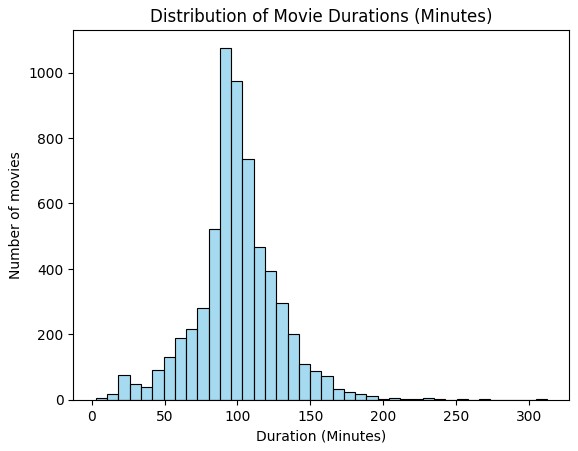 Distribution of Movie Durations (Minutes)
Number of movies
1000
800
600
400
200
0
0 50 100 150 200 250 300
Duration (Minutes)